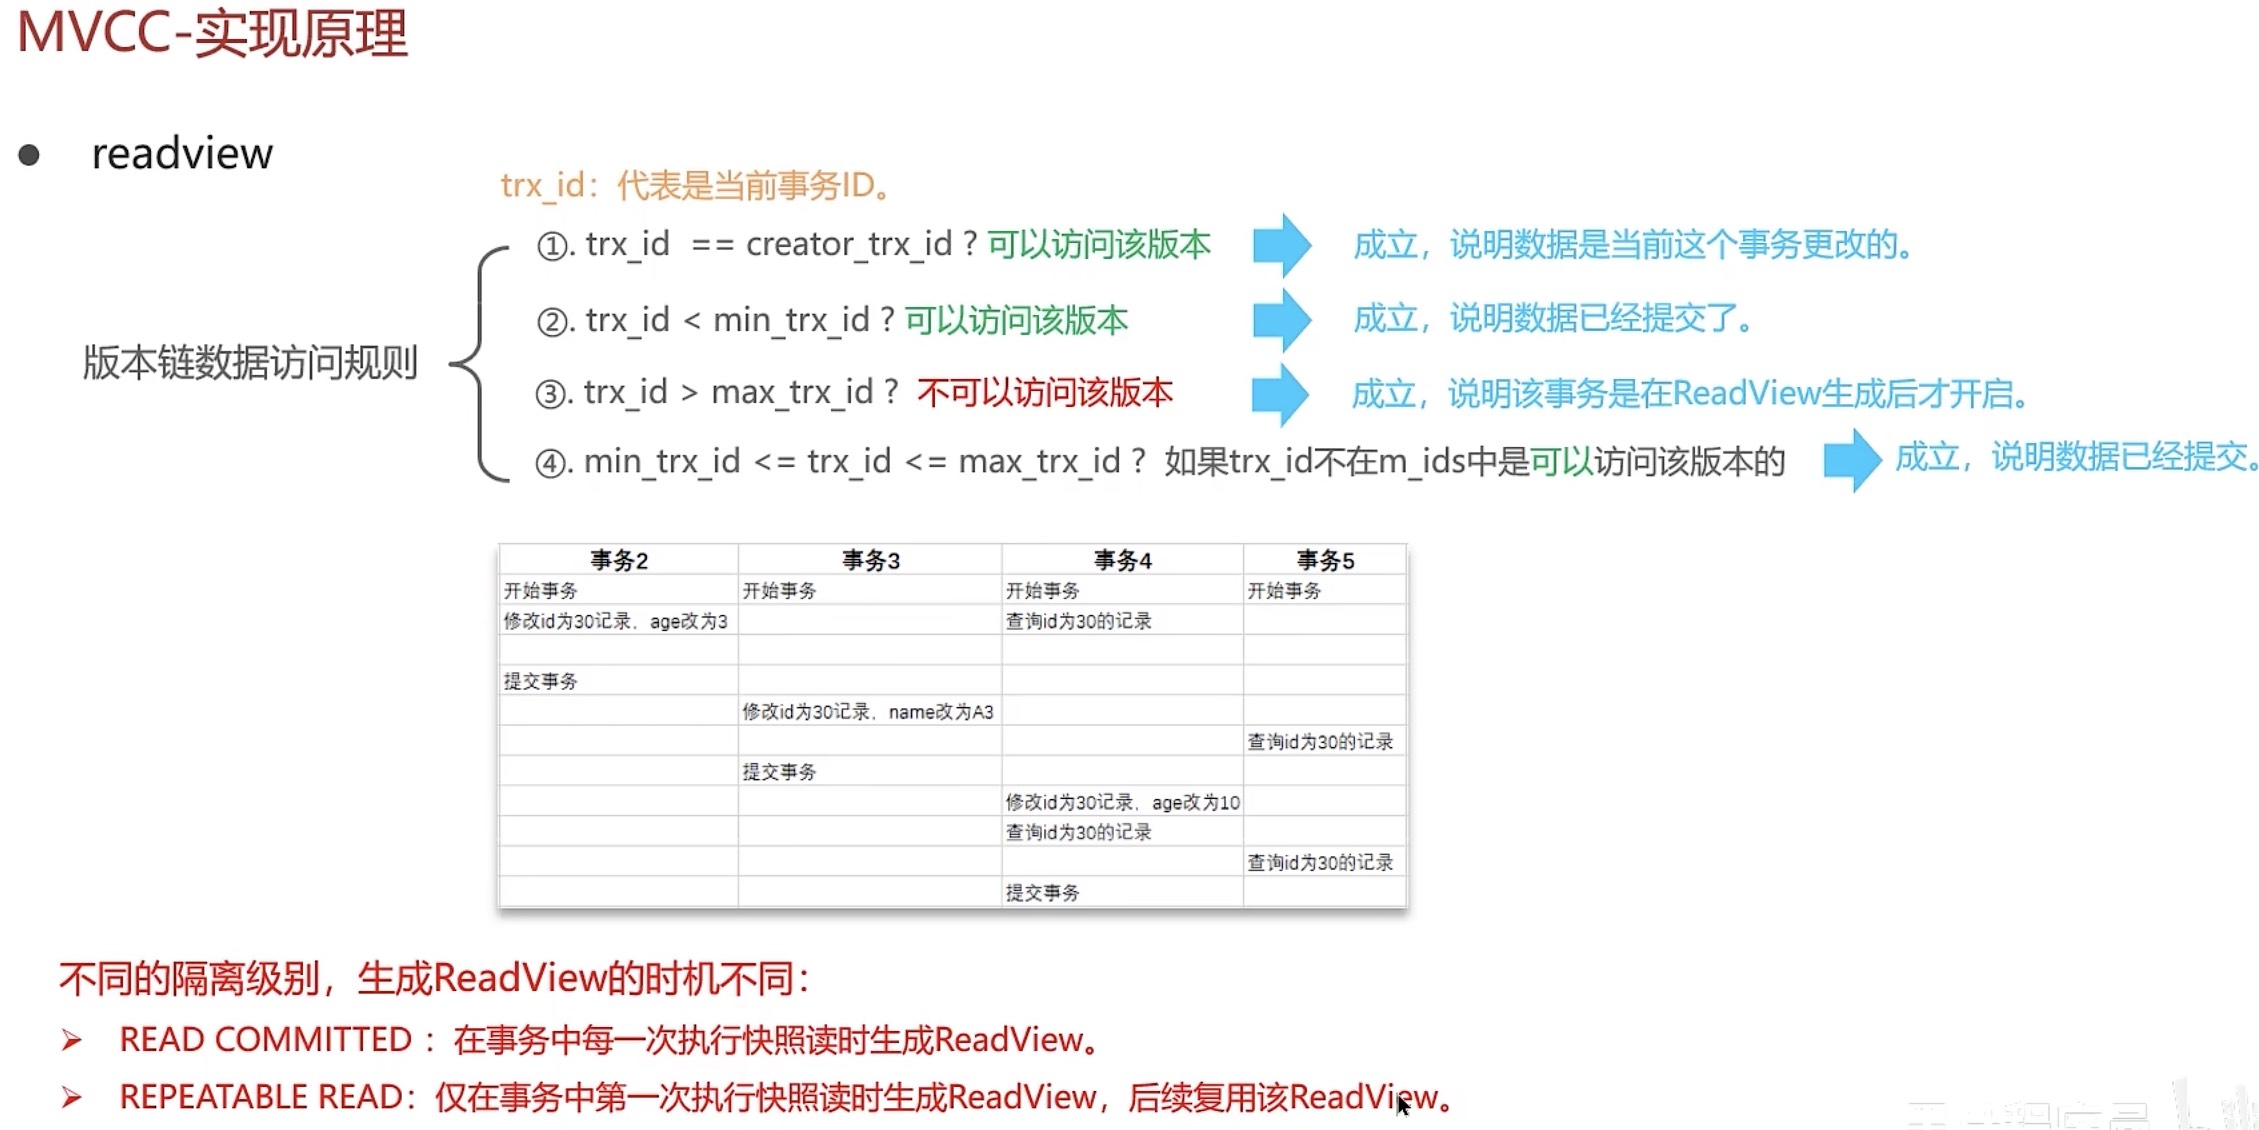 MVCC-实现原理
● readview
trx_id：代表是当前事务ID。
版本链数据访问规则
①. trx_id == creator_trx_id ? 可以访问该版本 成立，说明数据是当前这个事务更改的。
②. trx_id < min_trx_id ? 可以访问该版本 成立，说明数据已经提交了。
③. trx_id > max_trx_id ? 不可以访问该版本 成立，说明该事务是在ReadView生成后才开启。
④. min_trx_id <= trx_id <= max_trx_id ? 如果trx_id不在m_ids中是可以访问该版本的 成立，说明数据已经提交。
事务2 事务3 事务4 事务5
开始事务 开始事务 开始事务 开始事务
修改id为30记录，age改为3 查询id为30的记录
提交事务
修改id为30记录，name改为A3
查询id为30的记录
提交事务
修改id为30记录，age改为10
查询id为30的记录
查询id为30的记录
提交事务
不同的隔离级别，生成ReadView的时机不同：
➢ READ COMMITTED ：在事务中每一次执行快照读时生成ReadView。
➢ REPEATABLE READ：仅在事务中第一次执行快照读时生成ReadView，后续复用该ReadView。